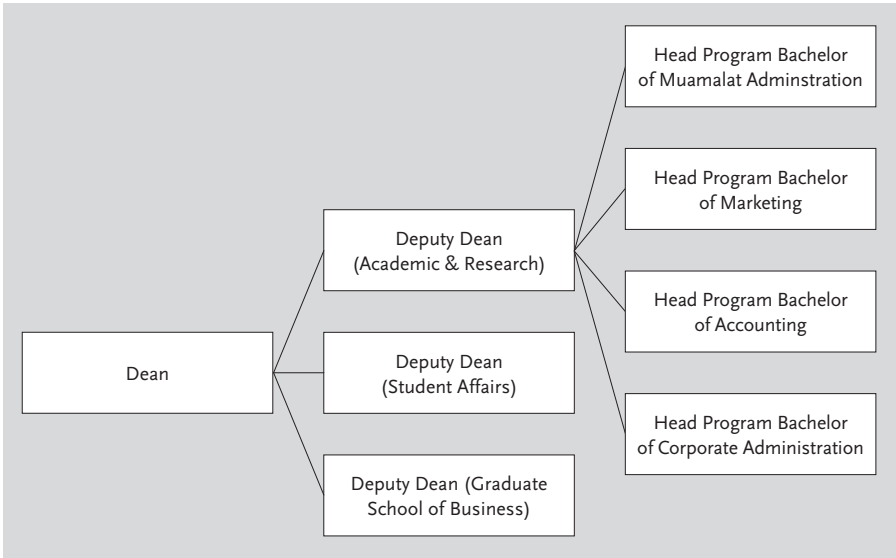 Dean
Deputy Dean
(Academic & Research)
Deputy Dean
(Student Affairs)
Deputy Dean (Graduate
School of Business)
Head Program Bachelor
of Muamalat Adminstration
Head Program Bachelor
of Marketing
Head Program Bachelor
of Accounting
Head Program Bachelor
of Corporate Administration